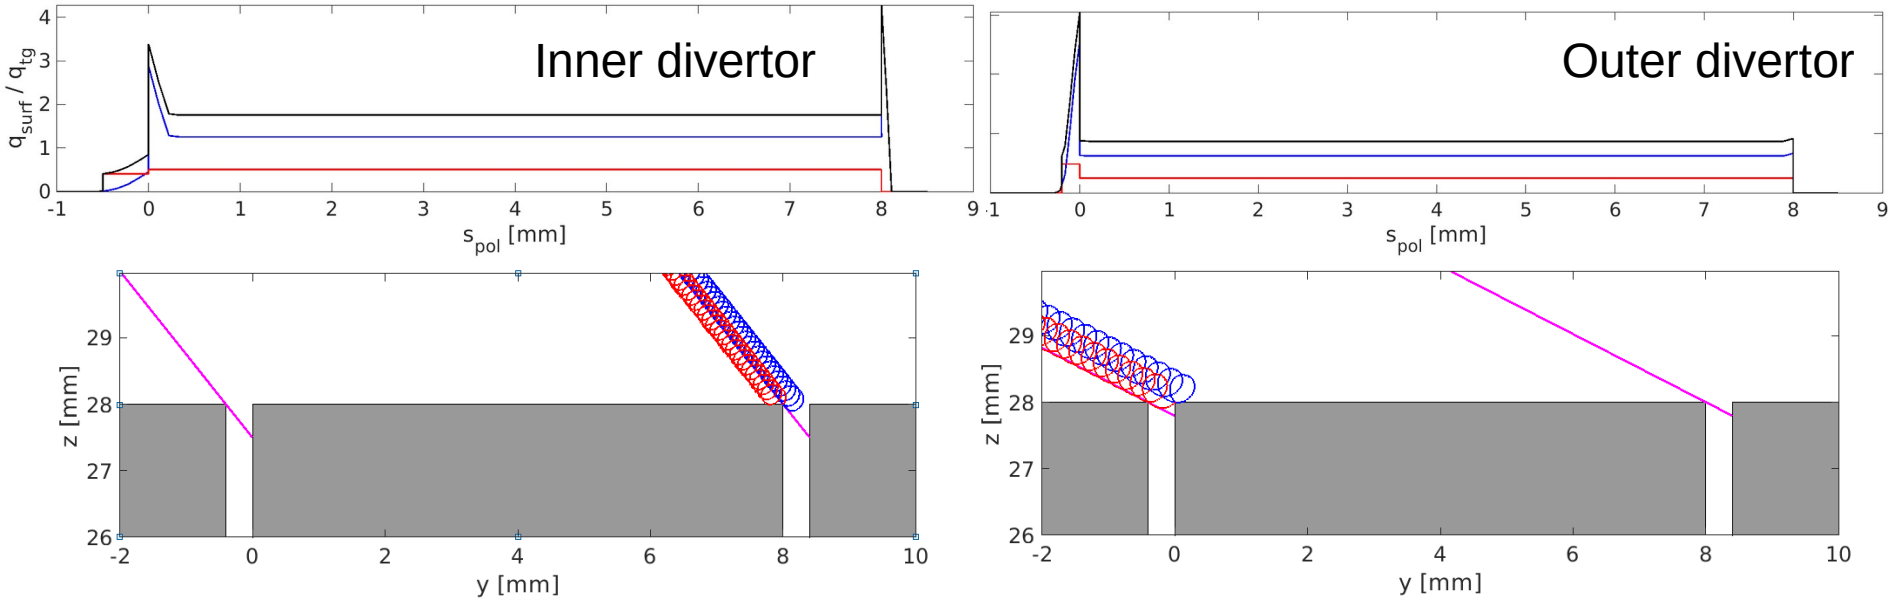 Inner divertor
q_surf / q_tg
4
3
2
1
0
-1 0 1 2 3 4 5 6 7 8 9
s_pol [mm]
Outer divertor
-1 0 1 2 3 4 5 6 7 8 9
s_pol [mm]
z [mm]
29
28
27
26
-2 0 2 4 6 8 10
y [mm]
z [mm]
29
28
27
26
-2 0 2 4 6 8 10
y [mm]